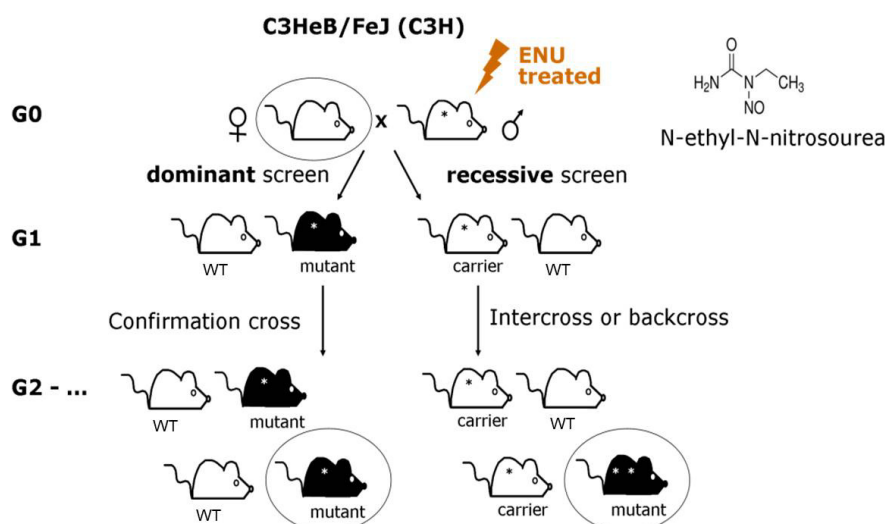 C3HeB/FeJ (C3H)
ENU
treated
G0
♀
x
*
♂
O
H₂N
N
CH₃
NO
N-ethyl-N-nitrosourea
dominant screen
recessive screen
G1
*
*
WT
mutant
carrier
WT
Confirmation cross
Intercross or backcross
G2 - ...
*
*
WT
mutant
carrier
WT
*
*
* *
WT
mutant
carrier
mutant